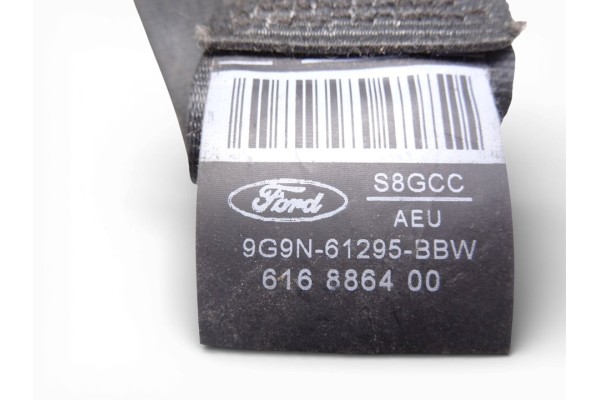 Ford
S8GCC
AEU
9G9N-61295-BBW
616 8864 00